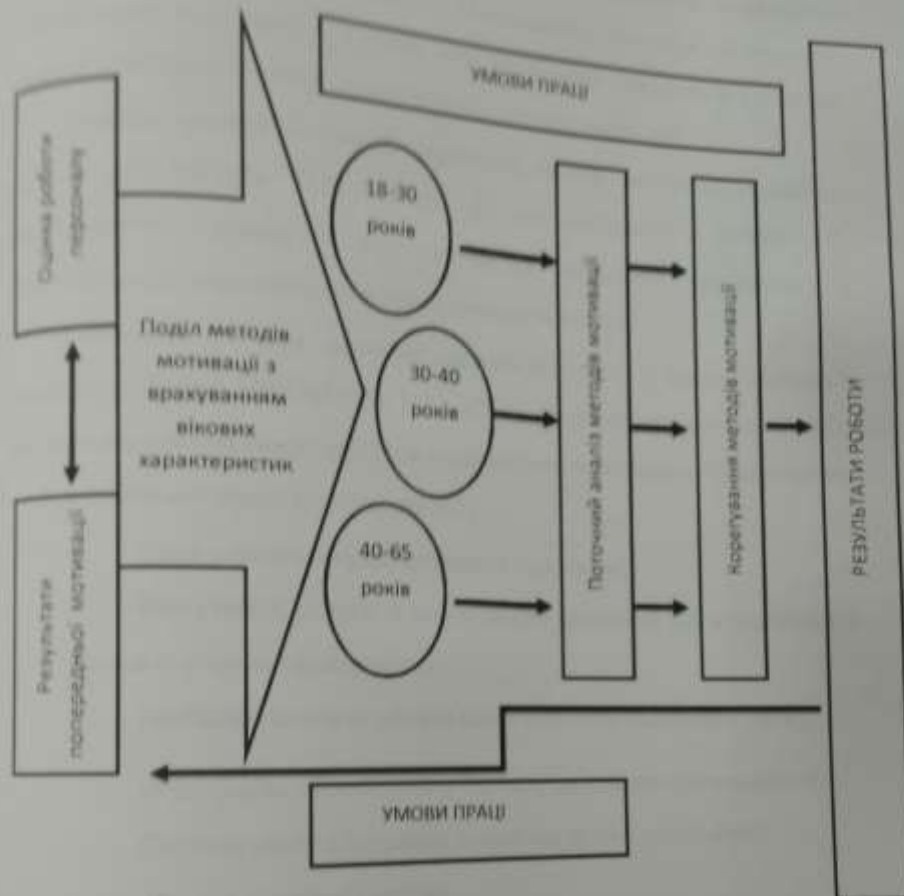 Оцінка роботи
персоналу
Результати
попередньої мотивації
Поділ методів
мотивації з
врахуванням
вікових
характеристик
УМОВИ ПРАЦІ
18-30
років
30-40
років
40-65
років
Поточний аналіз методів мотивації
Корегування методів мотивації
РЕЗУЛЬТАТИ РОБОТИ
УМОВИ ПРАЦІ